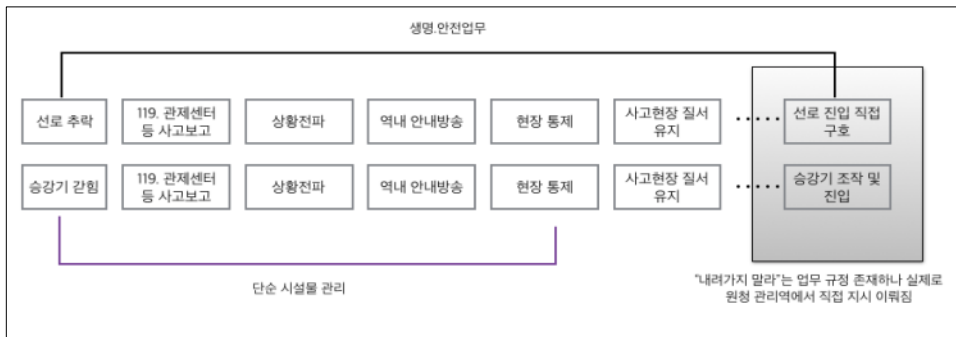 생명.안전업무
선로 추락
119. 관제센터
등 사고보고
상황전파
역내 안내방송
현장 통제
사고현장 질서
유지
선로 진입 직접
구호
승강기 갇힘
119. 관제센터
등 사고보고
상황전파
역내 안내방송
현장 통제
사고현장 질서
유지
승강기 조작 및
진입
단순 시설물 관리
"내려가지 말라"는 업무 규정 존재하나 실제로
원청 관리역에서 직접 지시 이뤄짐